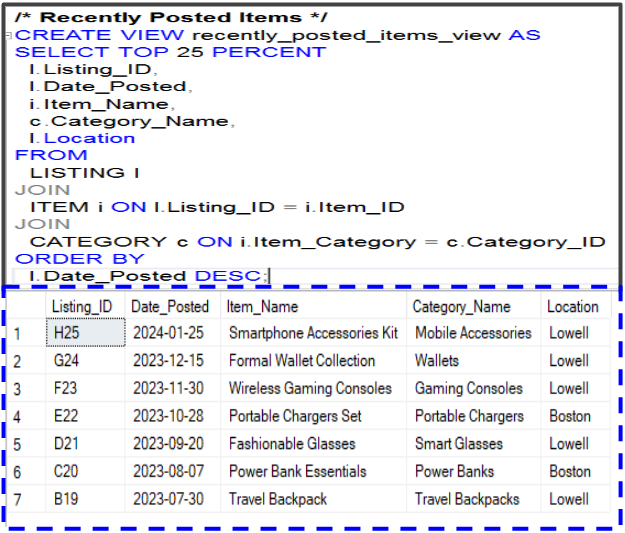 /* Recently Posted Items */
CREATE VIEW recently_posted_items_view AS
SELECT TOP 25 PERCENT
l.Listing_ID,
l.Date_Posted,
i.Item_Name,
c.Category_Name,
l.Location
FROM
LISTING l
JOIN
ITEM i ON l.Listing_ID = i.Item_ID
JOIN
CATEGORY c ON i.Item_Category = c.Category_ID
ORDER BY
l.Date_Posted DESC;
Listing_ID Date_Posted Item_Name Category_Name Location
1 H25 2024-01-25 Smartphone Accessories Kit Mobile Accessories Lowell
2 G24 2023-12-15 Formal Wallet Collection Wallets Lowell
3 F23 2023-11-30 Wireless Gaming Consoles Gaming Consoles Lowell
4 E22 2023-10-28 Portable Chargers Set Portable Chargers Boston
5 D21 2023-09-20 Fashionable Glasses Smart Glasses Lowell
6 C20 2023-08-07 Power Bank Essentials Power Banks Boston
7 B19 2023-07-30 Travel Backpack Travel Backpacks Lowell